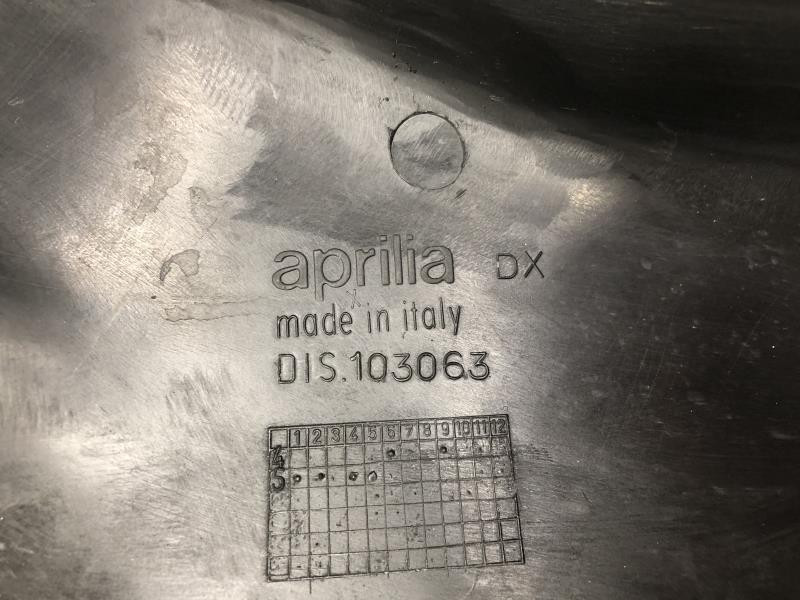 aprilia DX
made in italy
DIS.103063
1 2 3 4 5 6 7 8 9 10 11 12
4
5